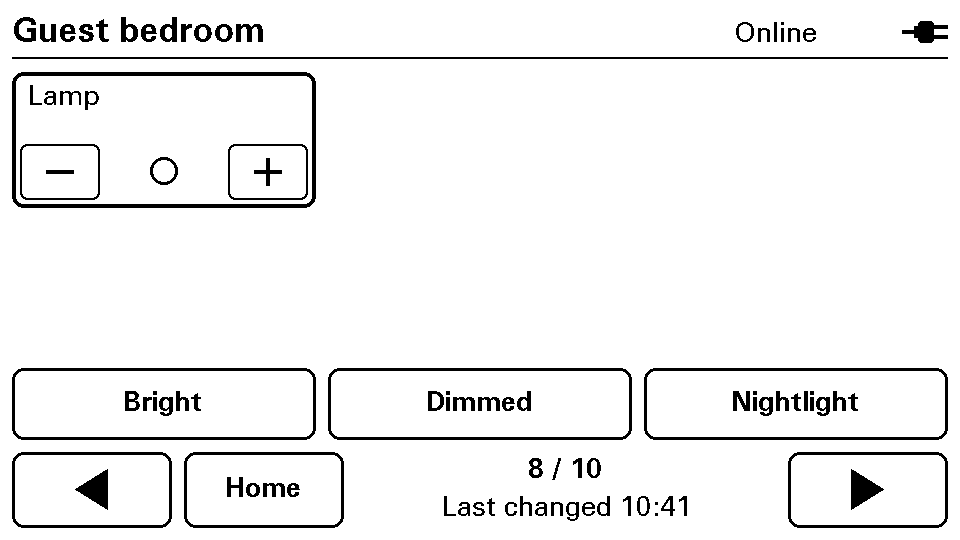 Guest bedroom
Online
Lamp
Bright
Dimmed
Nightlight
Home
8 / 10
Last changed 10:41